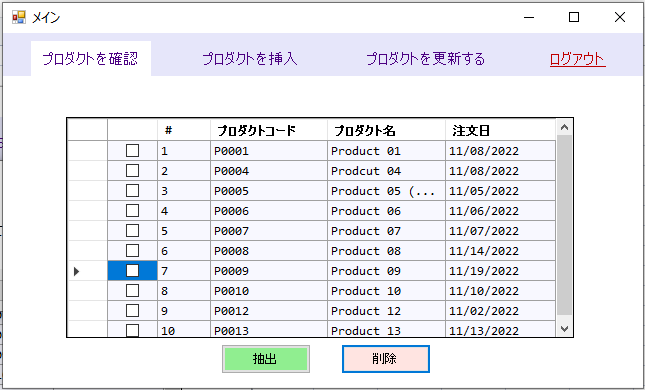 メイン
プロダクトを確認 プロダクトを挿入 プロダクトを更新する ログアウト
# プロダクトコード プロダクト名 注文日
1 P0001 Product 01 11/08/2022
2 P0004 Prodcut 04 11/08/2022
3 P0005 Product 05 (... 11/05/2022
4 P0006 Product 06 11/06/2022
5 P0007 Product 07 11/07/2022
6 P0008 Product 08 11/14/2022
7 P0009 Product 09 11/19/2022
8 P0010 Product 10 11/10/2022
9 P0012 Product 12 11/02/2022
10 P0013 Product 13 11/13/2022
抽出 削除